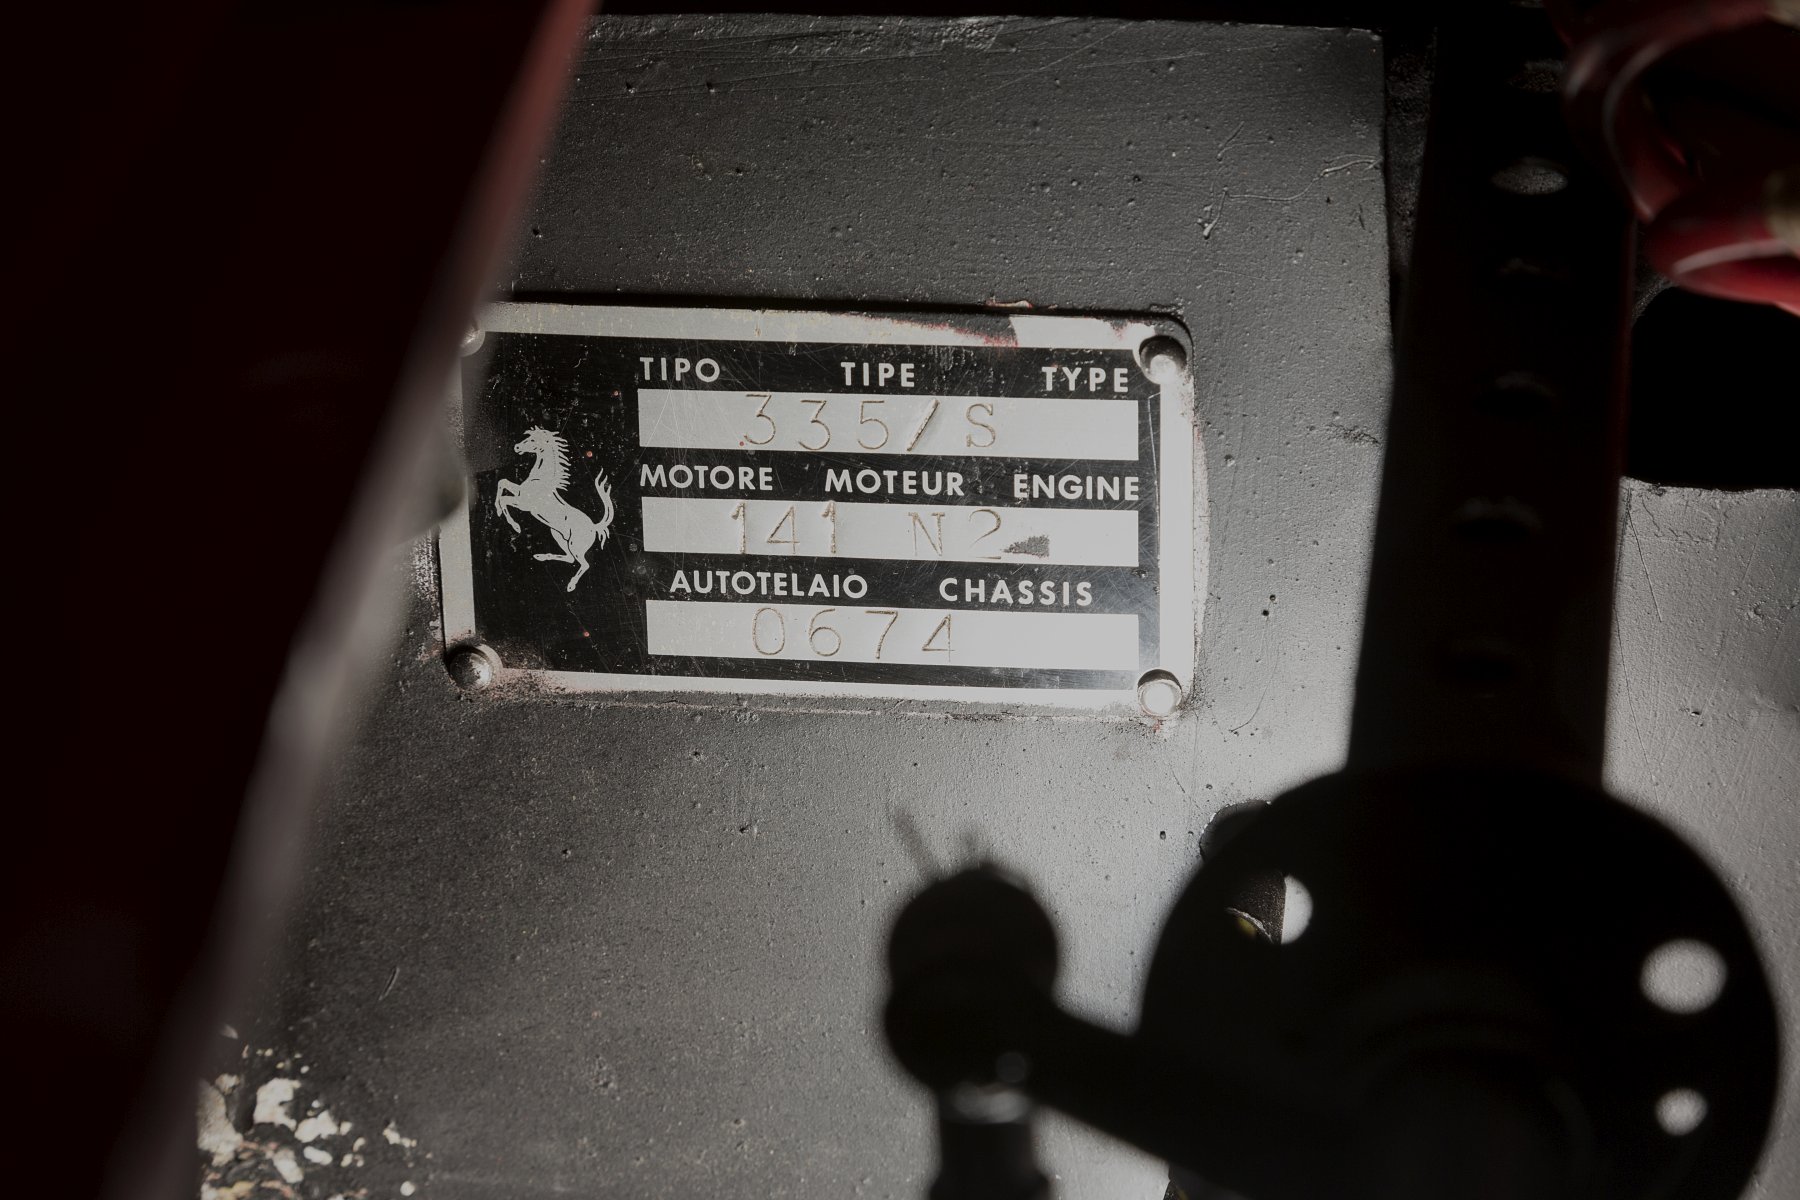 TIPO TIPE TYPE
335/S
MOTORE MOTEUR ENGINE
141 N2
AUTOTELAIO CHASSIS
0674